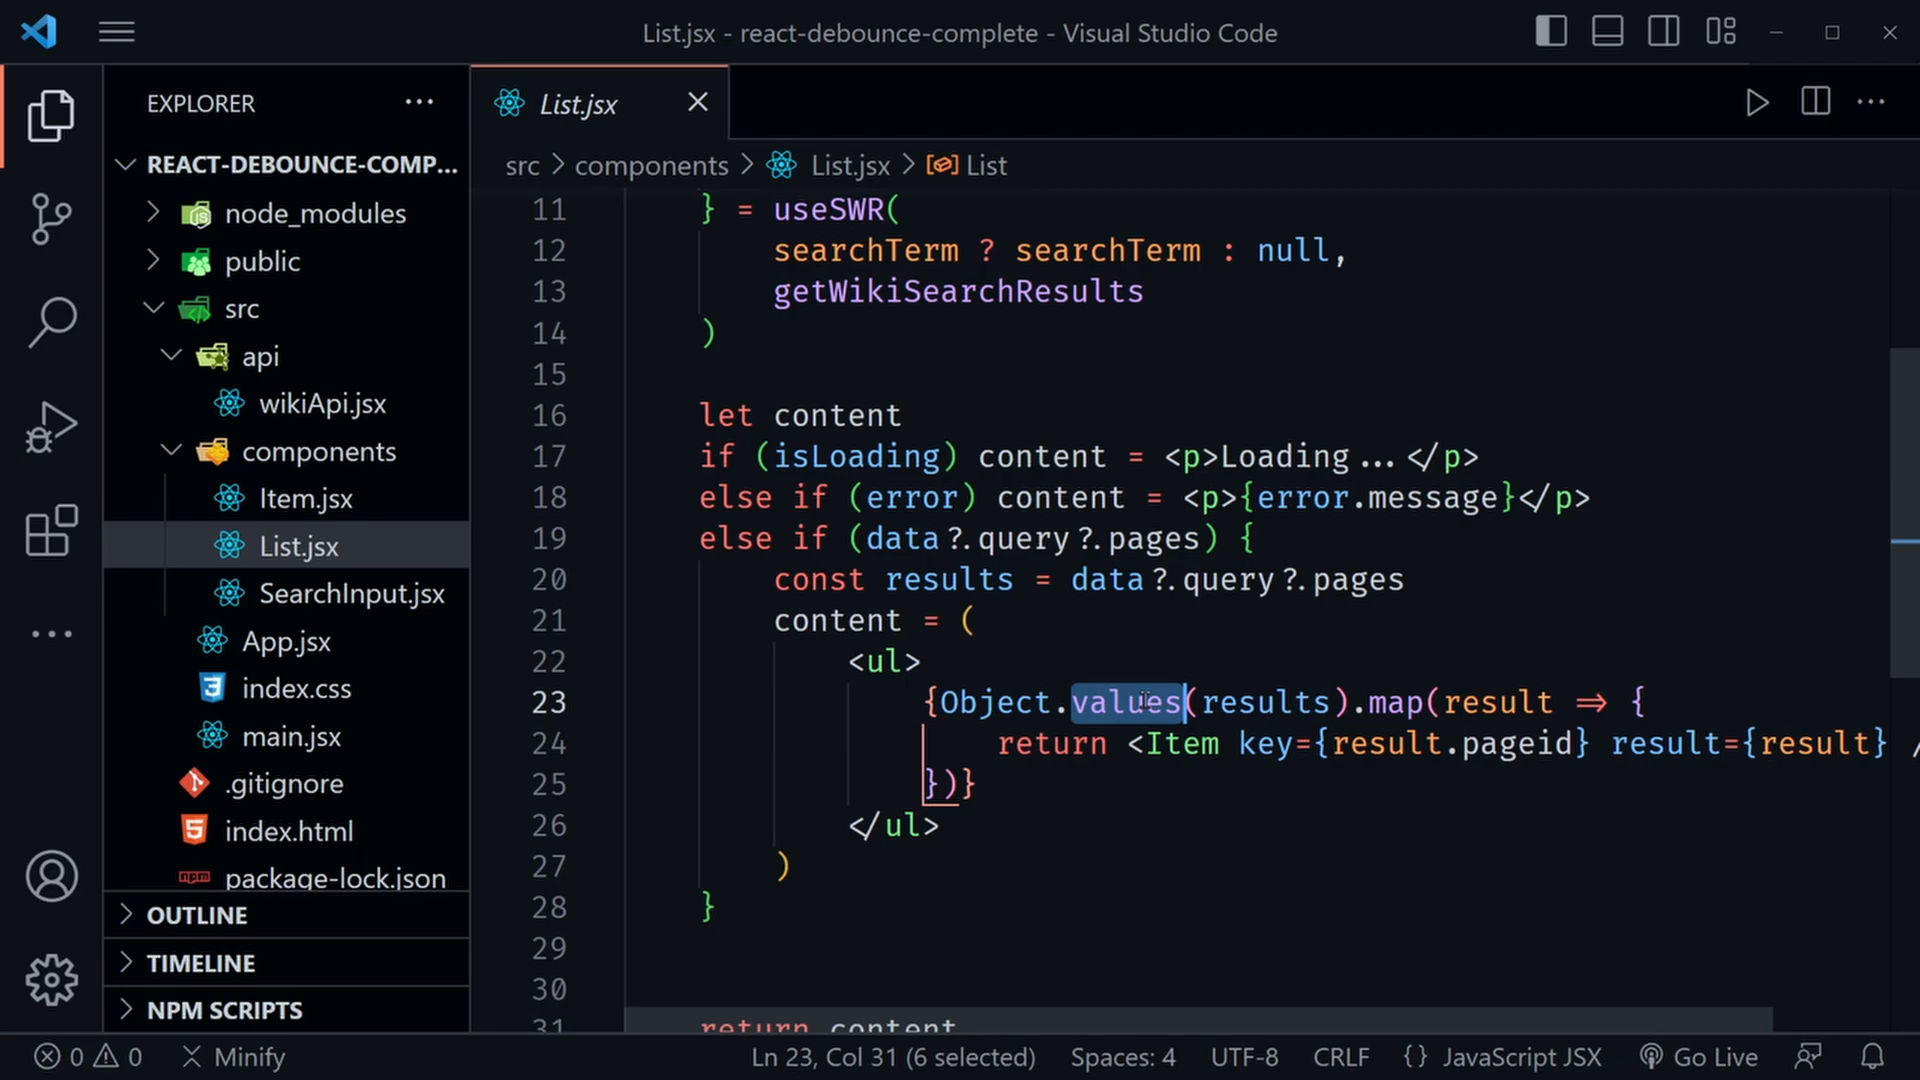 List.jsx - react-debounce-complete - Visual Studio Code
EXPLORER
REACT-DEBOUNCE-COMP...
node_modules
public
src
api
wikiApi.jsx
components
Item.jsx
List.jsx
SearchInput.jsx
App.jsx
index.css
main.jsx
.gitignore
index.html
package-lock.json
OUTLINE
TIMELINE
NPM SCRIPTS
List.jsx
src > components > List.jsx > List
11 } = useSWR(
12 searchTerm ? searchTerm : null,
13 getWikiSearchResults
14 )
15
16 let content
17 if (isLoading) content = <p>Loading...</p>
18 else if (error) content = <p>{error.message}</p>
19 else if (data?.query?.pages) {
20 const results = data?.query?.pages
21 content = (
22 <ul>
23 {Object.values(results).map(result => {
24 return <Item key={result.pageid} result={result} /
25 })}
26 </ul>
27 )
28 }
29
30
31 return content
0 0 Minify Ln 23, Col 31 (6 selected) Spaces: 4 UTF-8 CRLF {} JavaScript JSX Go Live